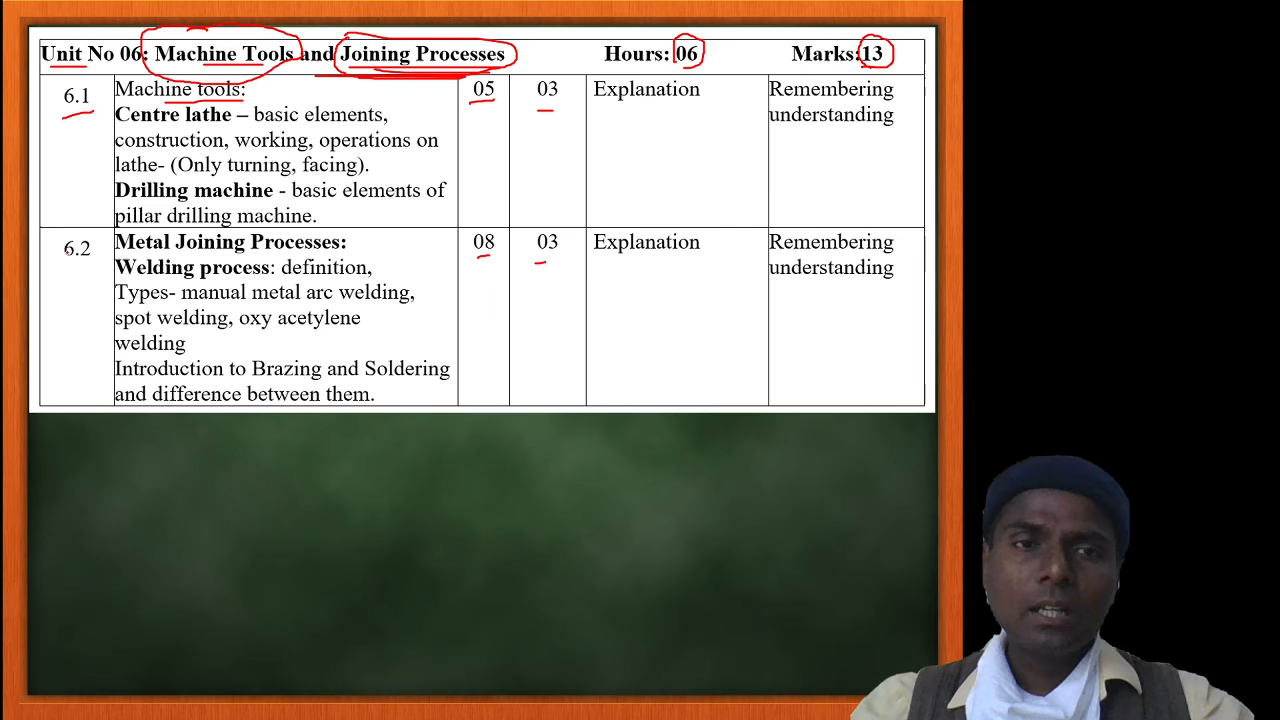 Unit No 06: Machine Tools and Joining Processes Hours: 06 Marks:13
6.1 Machine tools: 05 03 Explanation Remembering
Centre lathe – basic elements, understanding
construction, working, operations on
lathe- (Only turning, facing).
Drilling machine - basic elements of
pillar drilling machine.
6.2 Metal Joining Processes: 08 03 Explanation Remembering
Welding process: definition, understanding
Types- manual metal arc welding,
spot welding, oxy acetylene
welding
Introduction to Brazing and Soldering
and difference between them.